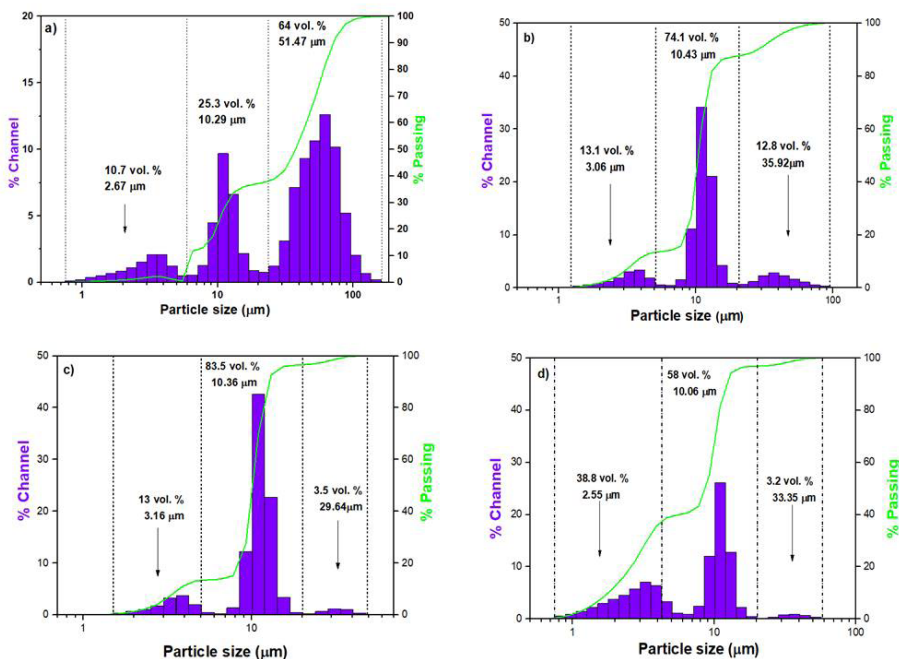 a)
64 vol. %
51.47 μm
25.3 vol. %
10.29 μm
10.7 vol. %
2.67 μm
20
15
10
5
0
% Channel
100
90
80
70
60
50
40
30
20
10
0
% Passing
1
10
100
Particle size (μm)
b)
74.1 vol. %
10.43 μm
13.1 vol. %
3.06 μm
12.8 vol. %
35.92μm
50
40
30
20
10
0
% Channel
100
80
60
40
20
0
% Passing
1
10
100
Particle size (μm)
c)
83.5 vol. %
10.36 μm
13 vol. %
3.16 μm
3.5 vol. %
29.64μm
50
40
30
20
10
0
% Channel
100
80
60
40
20
0
% Passing
1
10
Particle size (μm)
d)
58 vol. %
10.06 μm
38.8 vol. %
2.55 μm
3.2 vol. %
33.35 μm
50
40
30
20
10
0
% Channel
100
80
60
40
20
0
% Passing
1
10
100
Particle size (μm)